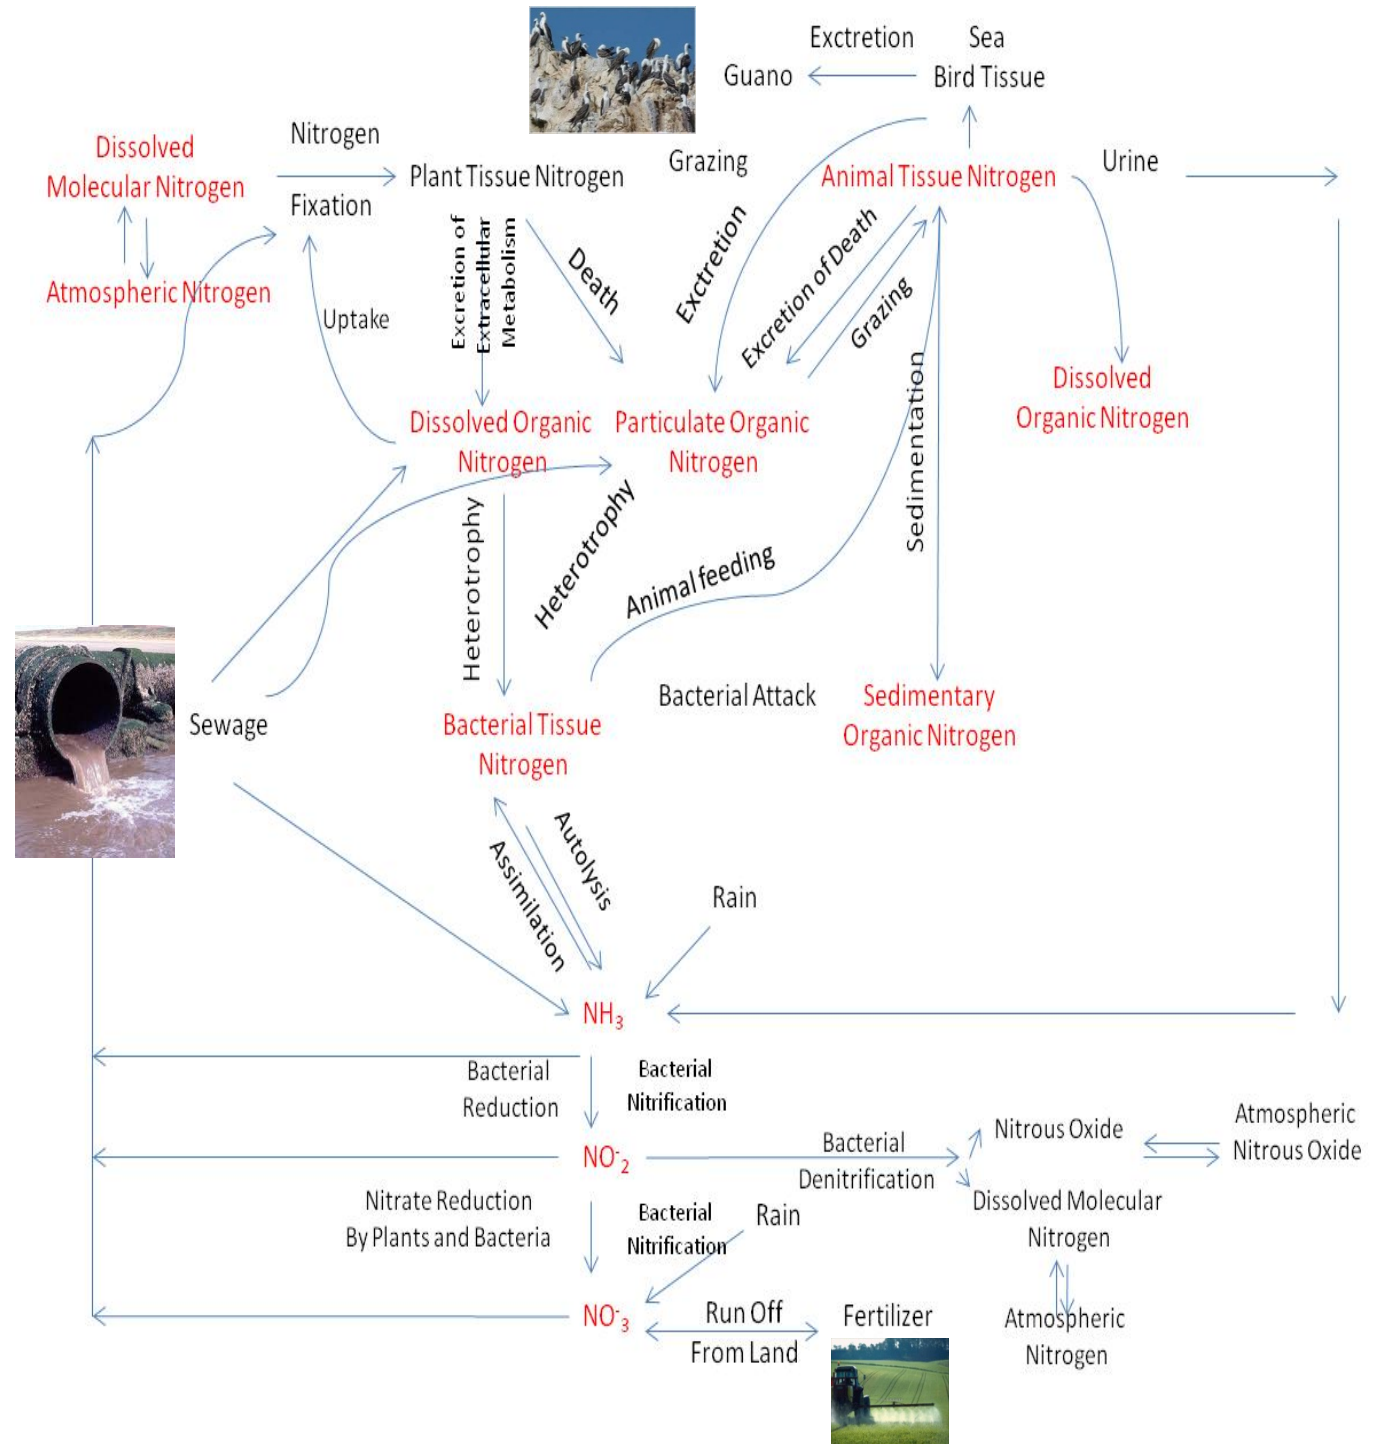 Exctretion
Sea
Guano
Bird Tissue
Nitrogen
Dissolved
Molecular Nitrogen
Plant Tissue Nitrogen
Grazing
Animal Tissue Nitrogen
Urine
Fixation
Atmospheric Nitrogen
Uptake
Excretion of
Extracellular
Metabolism
Death
Exctretion
Excretion of Death
Grazing
Sedimentation
Dissolved
Organic Nitrogen
Dissolved Organic
Nitrogen
Particulate Organic
Nitrogen
Heterotrophy
Heterotrophy
Animal feeding
Sewage
Bacterial Tissue
Nitrogen
Bacterial Attack
Sedimentary
Organic Nitrogen
Assimilation
Autolysis
Rain
NH3
Bacterial
Reduction
Bacterial
Nitrification
NO-2
Bacterial
Denitrification
Nitrous Oxide
Atmospheric
Nitrous Oxide
Nitrate Reduction
By Plants and Bacteria
Bacterial
Nitrification
Rain
Dissolved Molecular
Nitrogen
NO-3
Run Off
From Land
Fertilizer
Atmospheric
Nitrogen